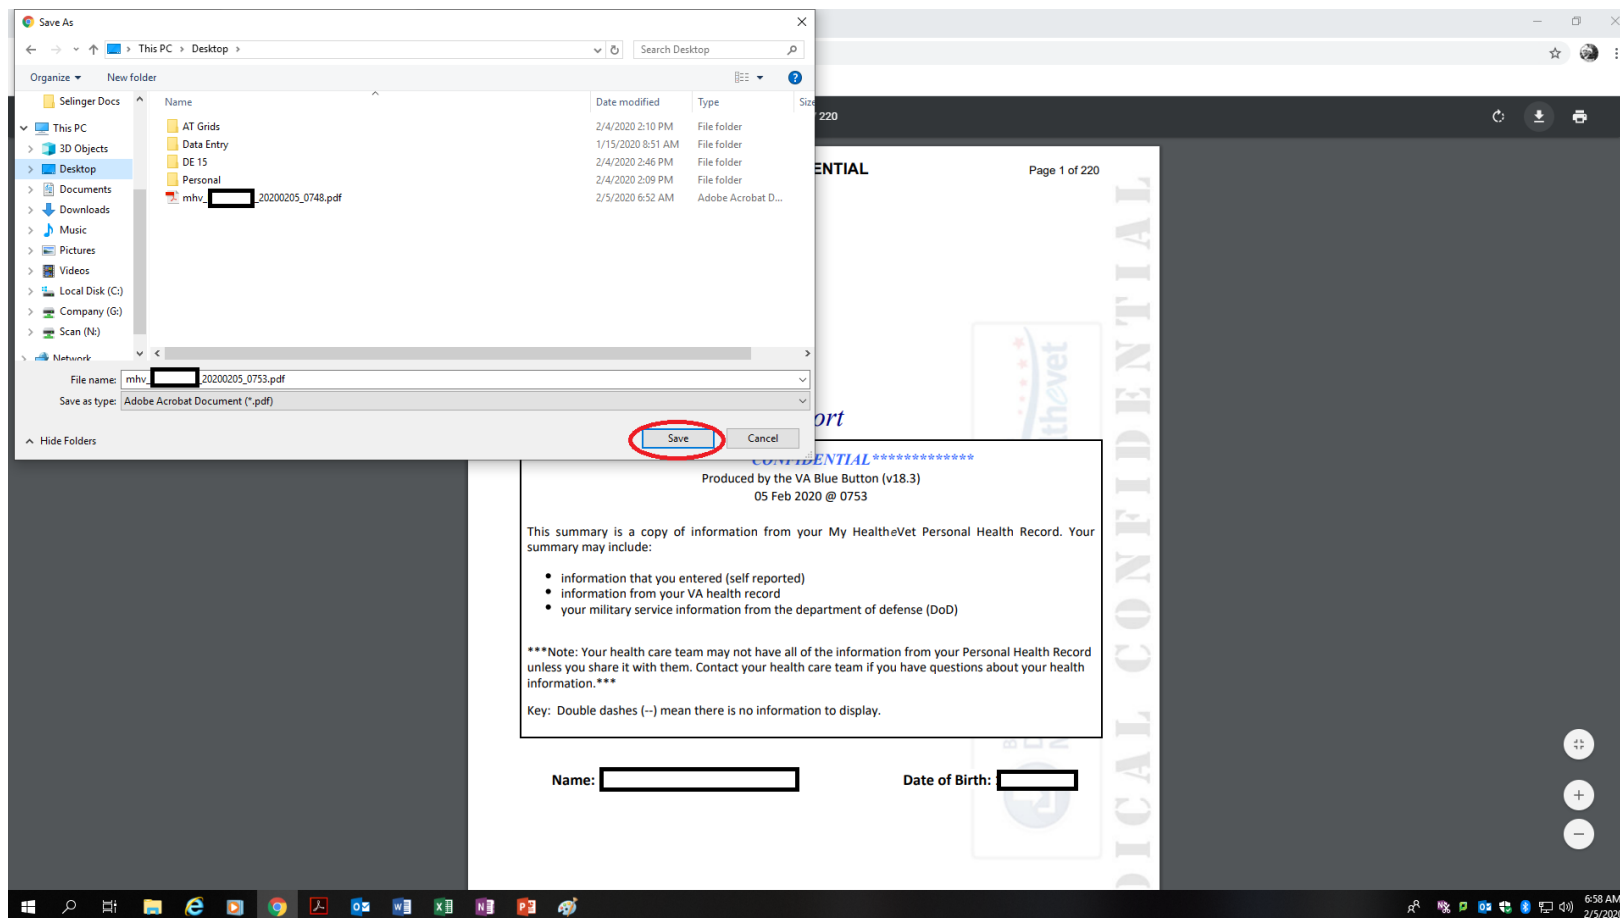 Save As
This PC > Desktop >
Search Desktop
Organize
New folder
Selinger Docs
This PC
3D Objects
Desktop
Documents
Downloads
Music
Pictures
Videos
Local Disk (C:)
Company (G:)
Scan (N:)
Network
Name Date modified Type Size
AT Grids 2/4/2020 2:10 PM File folder
Data Entry 1/15/2020 8:51 AM File folder
DE 15 2/4/2020 2:46 PM File folder
Personal 2/4/2020 2:09 PM File folder
mhv_ _20200205_0748.pdf 2/5/2020 6:52 AM Adobe Acrobat D...
File name: mhv_ _20200205_0753.pdf
Save as type: Adobe Acrobat Document (*.pdf)
Hide Folders
Save
Cancel
220
ENTIAL
Page 1 of 220
ort
CONFIDENTIAL*************
Produced by the VA Blue Button (v18.3)
05 Feb 2020 @ 0753
This summary is a copy of information from your My HealtheVet Personal Health Record. Your
summary may include:
• information that you entered (self reported)
• information from your VA health record
• your military service information from the department of defense (DoD)
***Note: Your health care team may not have all of the information from your Personal Health Record
unless you share it with them. Contact your health care team if you have questions about your health
information.***
Key: Double dashes (--) mean there is no information to display.
Name:
Date of Birth:
DICAL CONFIDENTIAL
thevet
6:58 AM